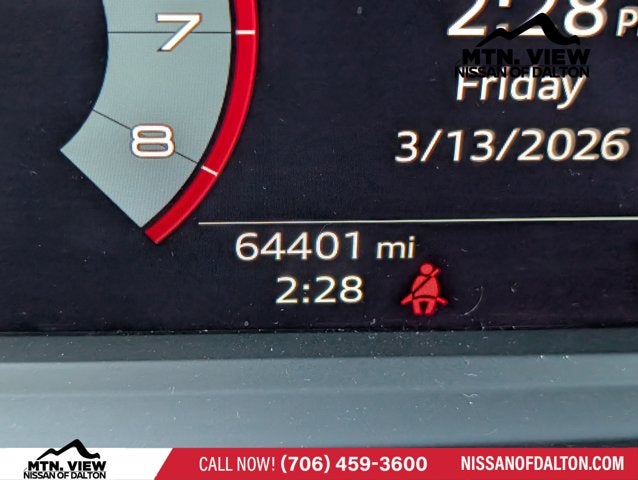 7
2:28 P
MTN. VIEW
NISSAN OF DALTON
Friday
8
3/13/2026
64401 mi
2:28
MTN. VIEW
NISSAN OF DALTON
CALL NOW! (706) 459-3600
NISSANOFDALTON.COM